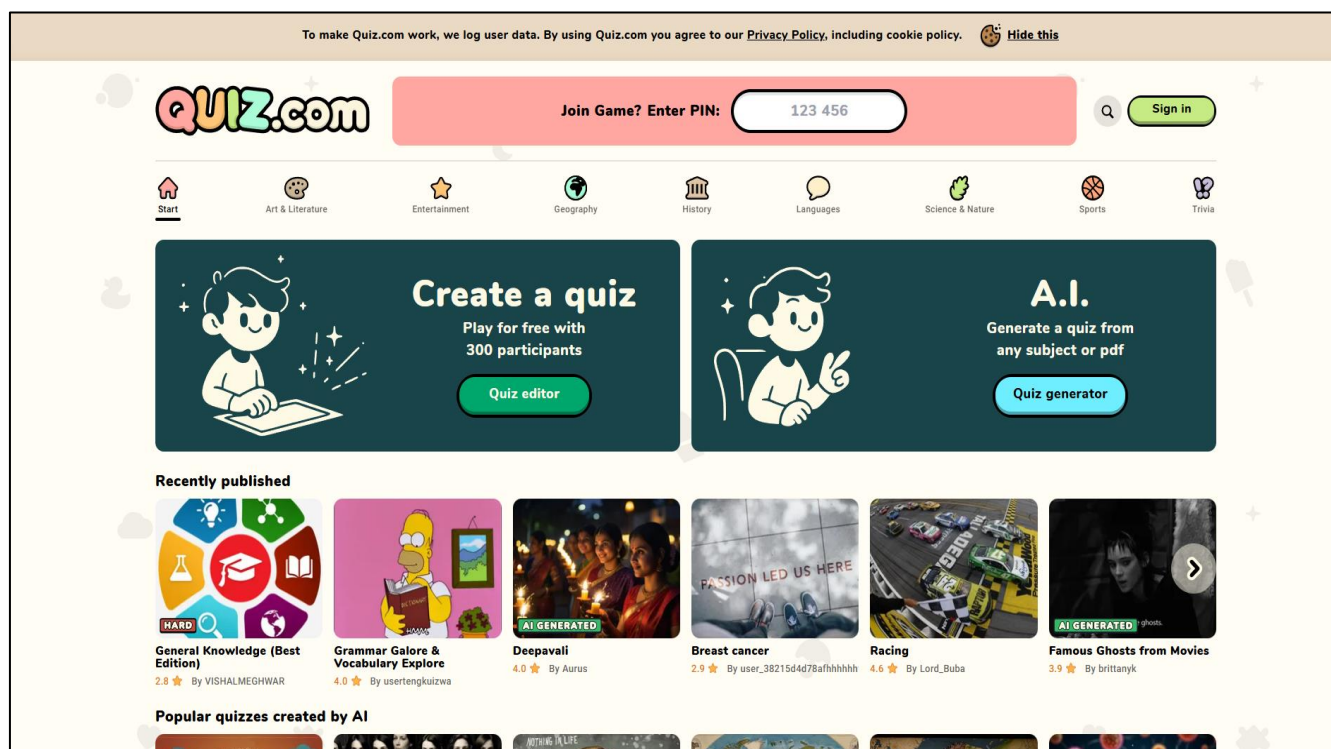 To make Quiz.com work, we log user data. By using Quiz.com you agree to our Privacy Policy, including cookie policy. Hide this
QUIZ.com
Join Game? Enter PIN: 123 456
Sign in
Start
Art & Literature
Entertainment
Geography
History
Languages
Science & Nature
Sports
Trivia
Create a quiz
Play for free with
300 participants
Quiz editor
A.I.
Generate a quiz from
any subject or pdf
Quiz generator
Recently published
HARD
General Knowledge (Best
Edition)
2.8 By VISHALMEGHWAR
DICTIONARY
HMMM,
Grammar Galore &
Vocabulary Explore
4.0 By usertengkuizwa
AI GENERATED
Deepavali
4.0 By Aurus
PASSION LED US HERE
Breast cancer
2.9 By user_38215d4d78afhhhhhh
Racing
4.6 By Lord_Buba
AI GENERATED
ghosts.
Famous Ghosts from Movies
3.9 By brittanyk
Popular quizzes created by AI
NOTHING IN LIFE